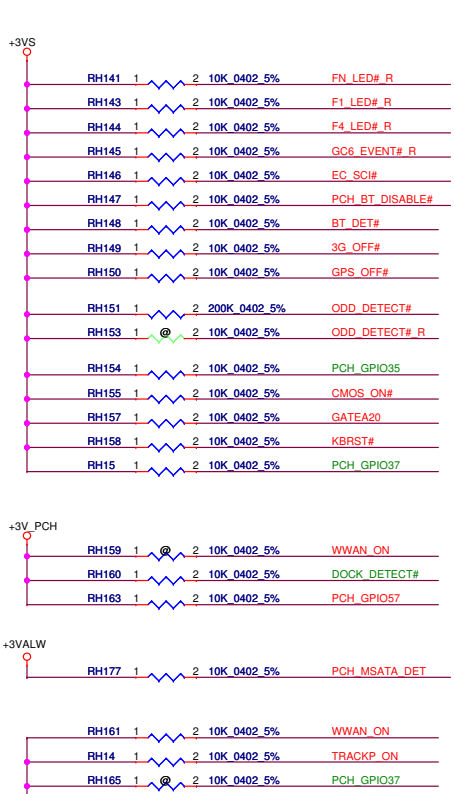 +3VS
RH141 1 2 10K_0402_5% FN_LED#_R
RH143 1 2 10K_0402_5% F1_LED#_R
RH144 1 2 10K_0402_5% F4_LED#_R
RH145 1 2 10K_0402_5% GC6_EVENT#_R
RH146 1 2 10K_0402_5% EC_SCI#
RH147 1 2 10K_0402_5% PCH_BT_DISABLE#
RH148 1 2 10K_0402_5% BT_DET#
RH149 1 2 10K_0402_5% 3G_OFF#
RH150 1 2 10K_0402_5% GPS_OFF#
RH151 1 2 200K_0402_5% ODD_DETECT#
RH153 1 @ 2 10K_0402_5% ODD_DETECT#_R
RH154 1 2 10K_0402_5% PCH_GPIO35
RH155 1 2 10K_0402_5% CMOS_ON#
RH157 1 2 10K_0402_5% GATEA20
RH158 1 2 10K_0402_5% KBRST#
RH15 1 2 10K_0402_5% PCH_GPIO37
+3V_PCH
RH159 1 @ 2 10K_0402_5% WWAN_ON
RH160 1 2 10K_0402_5% DOCK_DETECT#
RH163 1 2 10K_0402_5% PCH_GPIO57
+3VALW
RH177 1 2 10K_0402_5% PCH_MSATA_DET
RH161 1 2 10K_0402_5% WWAN_ON
RH14 1 2 10K_0402_5% TRACKP_ON
RH165 1 @ 2 10K_0402_5% PCH_GPIO37